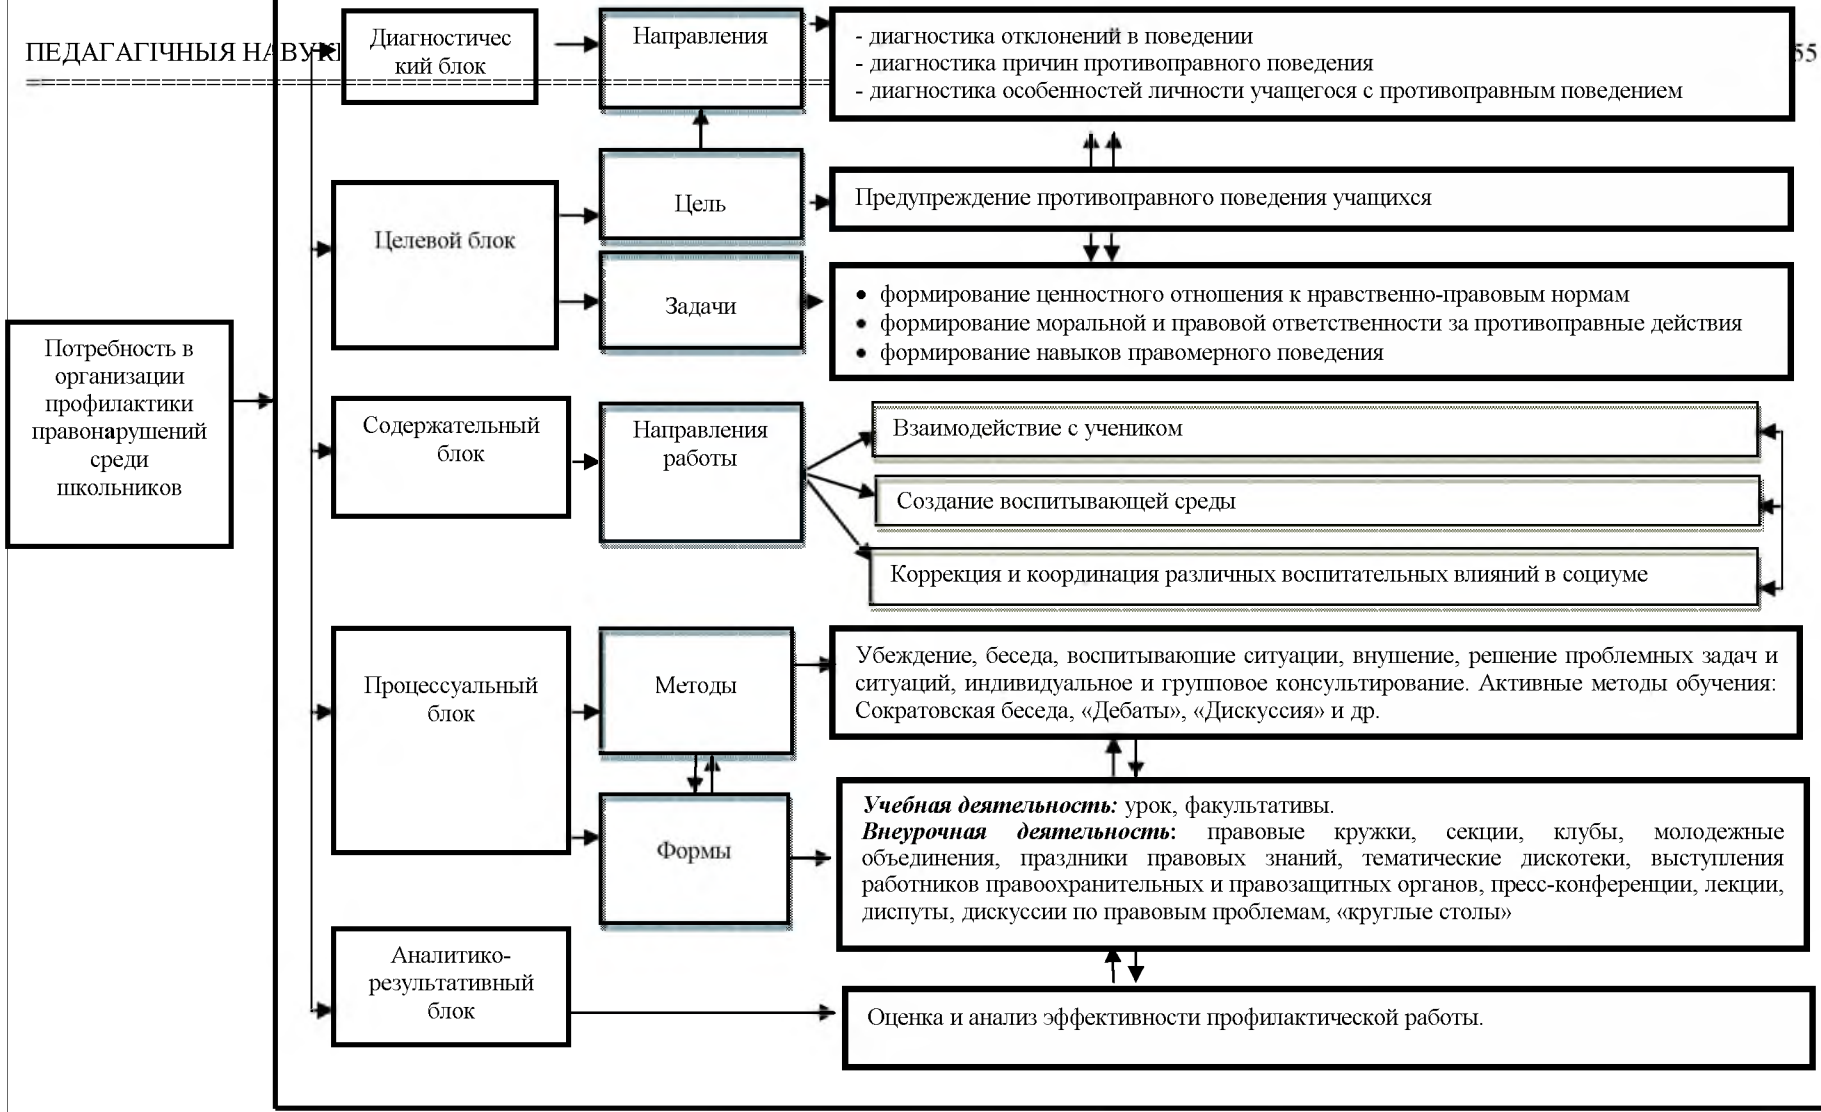 ПЕДАГАГІЧНЫЯ НАВУКІ
55
Диагностичес
кий блок
Направления
- диагностика отклонений в поведении
- диагностика причин противоправного поведения
- диагностика особенностей личности учащегося с противоправным поведением
Целевой блок
Цель
Предупреждение противоправного поведения учащихся
Задачи
• формирование ценностного отношения к нравственно-правовым нормам
• формирование моральной и правовой ответственности за противоправные действия
• формирование навыков правомерного поведения
Потребность в
организации
профилактики
правонарушений
среди
школьников
Содержательный
блок
Направления
работы
Взаимодействие с учеником
Создание воспитывающей среды
Коррекция и координация различных воспитательных влияний в социуме
Процессуальный
блок
Методы
Убеждение, беседа, воспитывающие ситуации, внушение, решение проблемных задач и
ситуаций, индивидуальное и групповое консультирование. Активные методы обучения:
Сократовская беседа, «Дебаты», «Дискуссия» и др.
Формы
Учебная деятельность: урок, факультативы.
Внеурочная деятельность: правовые кружки, секции, клубы, молодежные
объединения, праздники правовых знаний, тематические дискотеки, выступления
работников правоохранительных и правозащитных органов, пресс-конференции, лекции,
диспуты, дискуссии по правовым проблемам, «круглые столы»
Аналитико-
результативный
блок
Оценка и анализ эффективности профилактической работы.